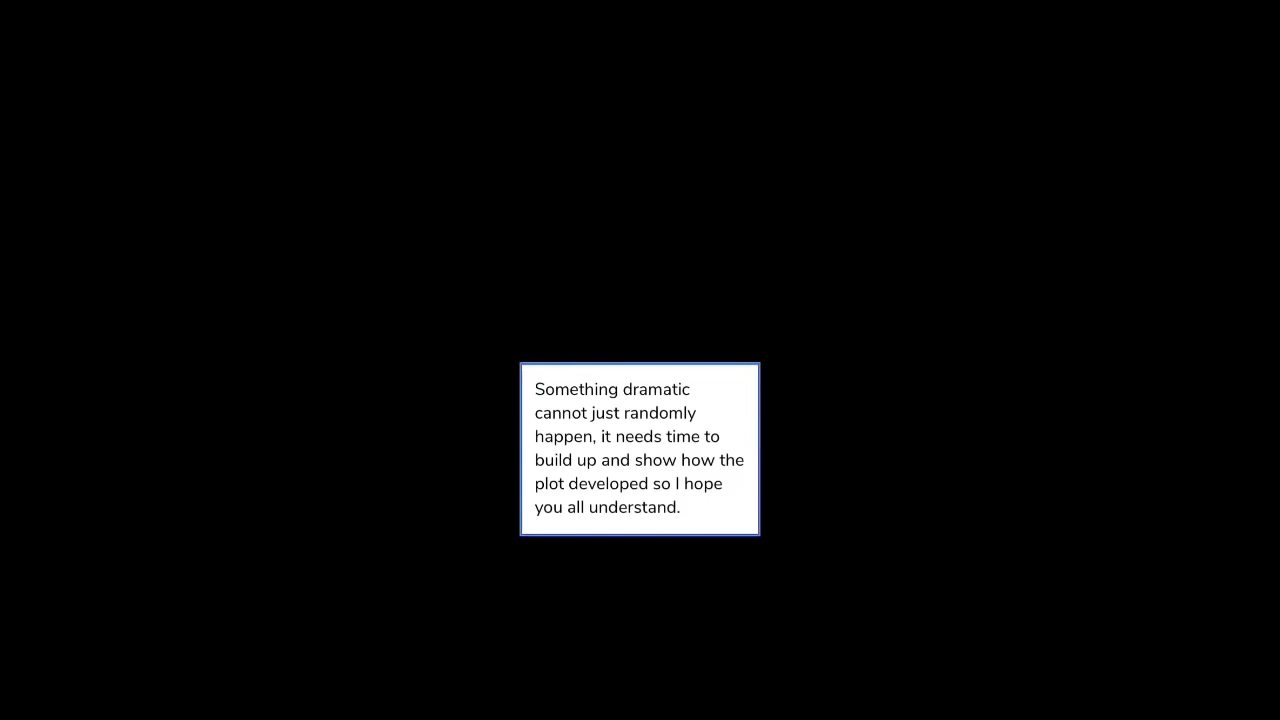 Something dramatic
cannot just randomly
happen, it needs time to
build up and show how the
plot developed so I hope
you all understand.